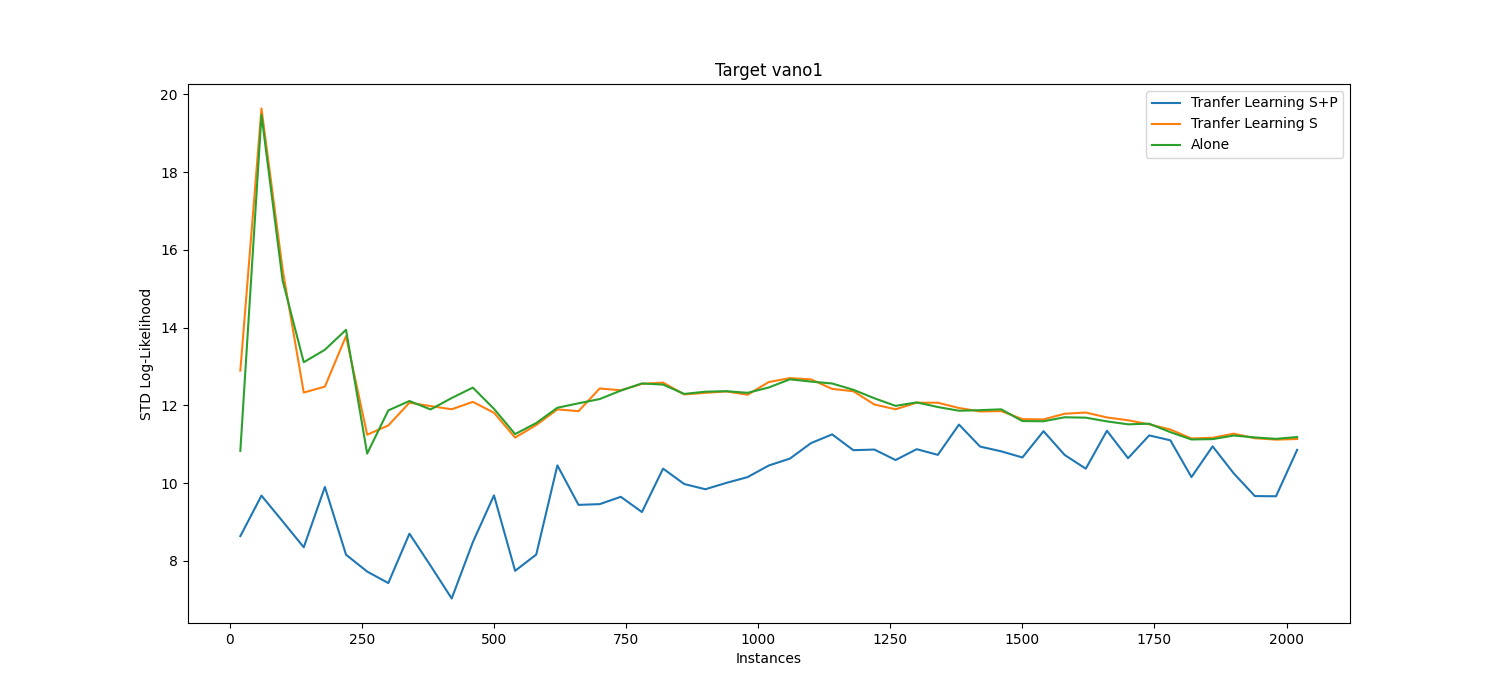 Target vano1
Tranfer Learning S+P
Tranfer Learning S
Alone
STD Log-Likelihood
20
18
16
14
12
10
8
0 250 500 750 1000 1250 1500 1750 2000
Instances